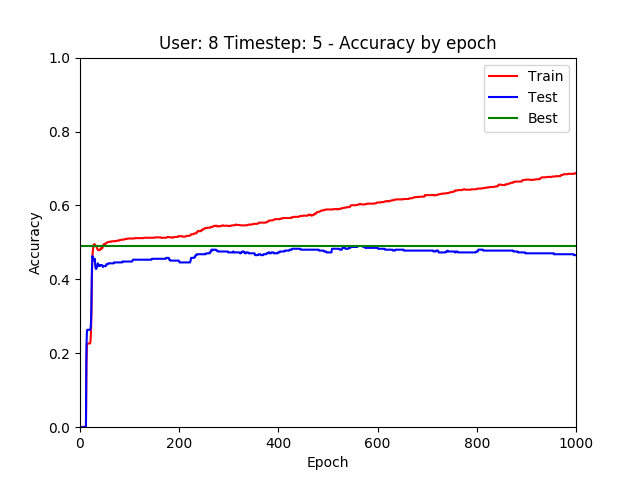 User: 8 Timestep: 5 - Accuracy by epoch
1.0
0.8
0.6
0.4
0.2
0.0
Accuracy
Train
Test
Best
0 200 400 600 800 1000
Epoch